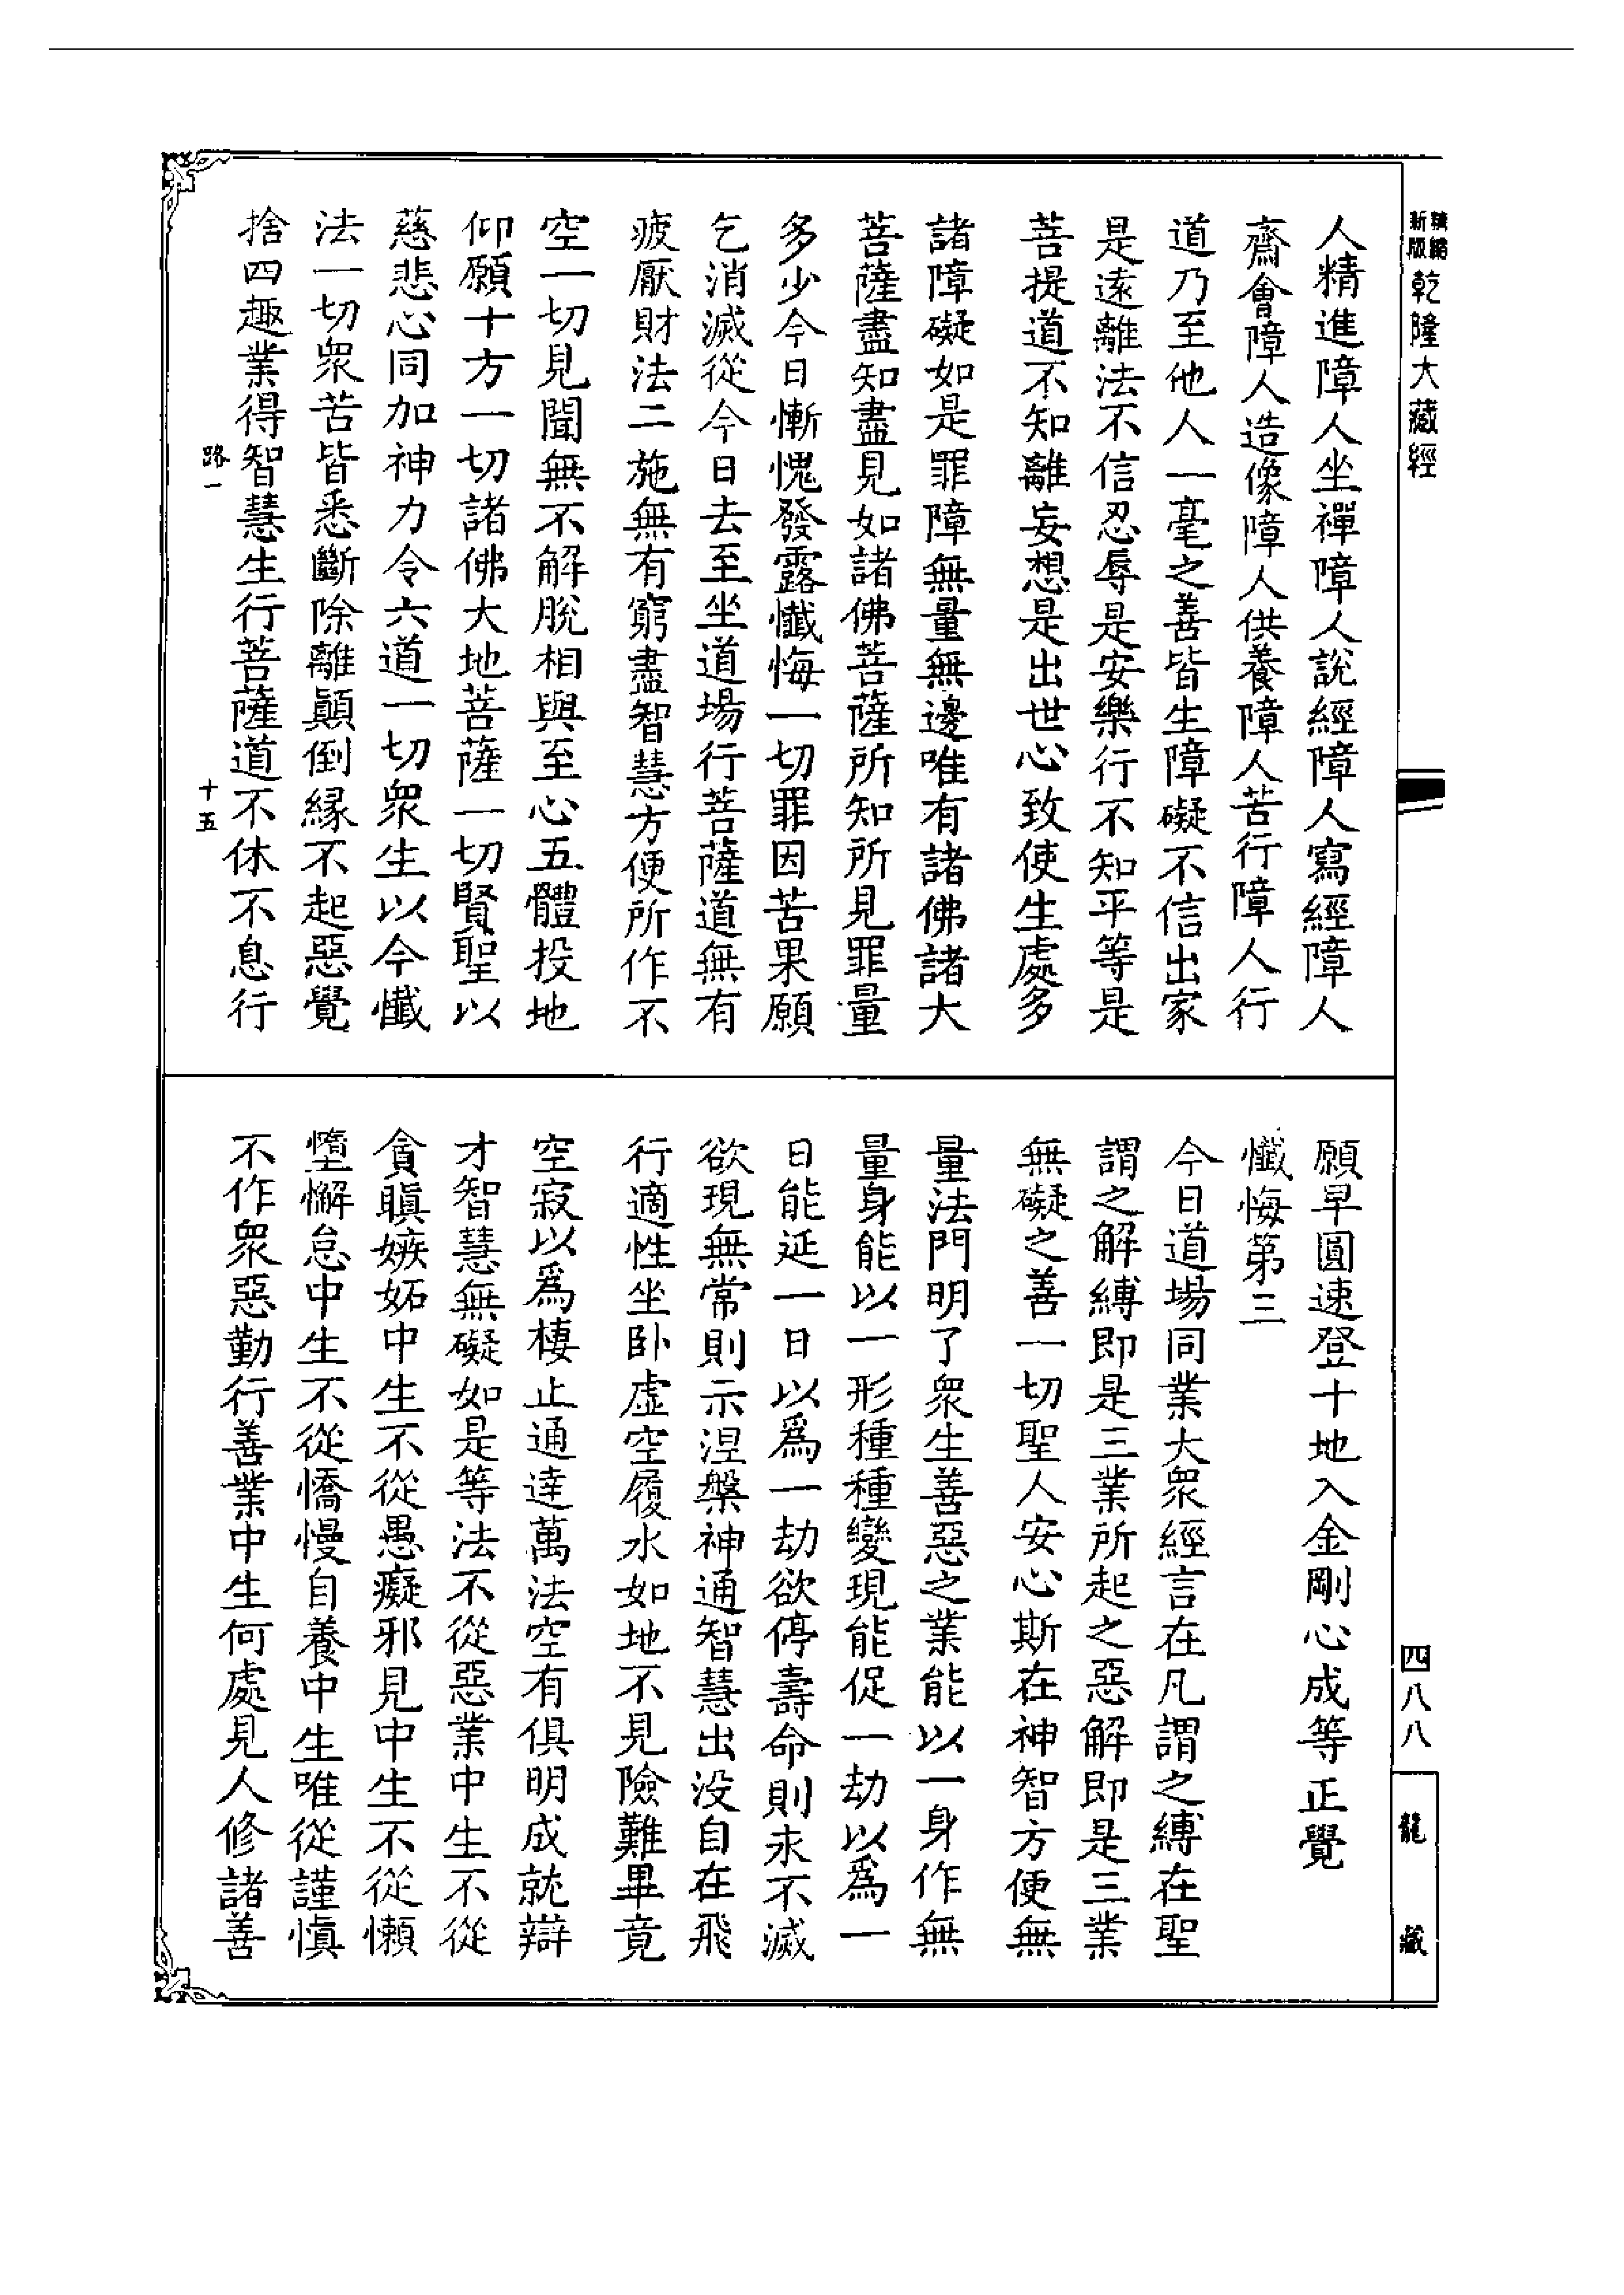 精縮新版乾隆大藏經
人精進障人坐禪障人說經障人寫經障人
齋會障人造像障人供養障人苦行障人行
道乃至他人一毫之善皆生障礙不信出家
是遠離法不信忍辱是安樂行不知平等是
菩提道不知離妄想是出世心致使生處多
諸障礙如是罪障無量無邊唯有諸佛諸大
菩薩盡知盡見如諸佛菩薩所知所見罪量
多少今日慚愧發露懺悔一切罪因苦果願
乞消滅從今日去至坐道場行菩薩道無有
疲厭財法二施無有窮盡智慧方便所作不
空一切見聞無不解脫相與至心五體投地
仰願十方一切諸佛大地菩薩一切賢聖以
慈悲心同加神力令六道一切衆生以今懺
法一切衆苦皆悉斷除離顛倒緣不起惡覺
捨四趣業得智慧生行菩薩道不休不息行
路一
十五
願早圓速登十地入金剛心成等正覺
懺悔第三
今日道場同業大衆經言在凡謂之縛在聖
謂之解縛即是三業所起之惡解即是三業
無礙之善一切聖人安心斯在神智方便無
量法門明了衆生善惡之業能以一身作無
量身能以一形種種變現能促一劫以爲一
日能延一日以爲一劫欲停壽命則永不滅
欲現無常則示涅槃神通智慧出没自在飛
行適性坐卧虛空履水如地不見險難畢竟
空寂以爲棲止通達萬法空有俱明成就辯
才智慧無礙如是等法不從惡業中生不從
貪瞋嫉妬中生不從愚癡邪見中生不從懶
墮懈怠中生不從憍慢自養中生唯從謹慎
不作衆惡勤行善業中生何處見人修諸善
四八八
龍藏